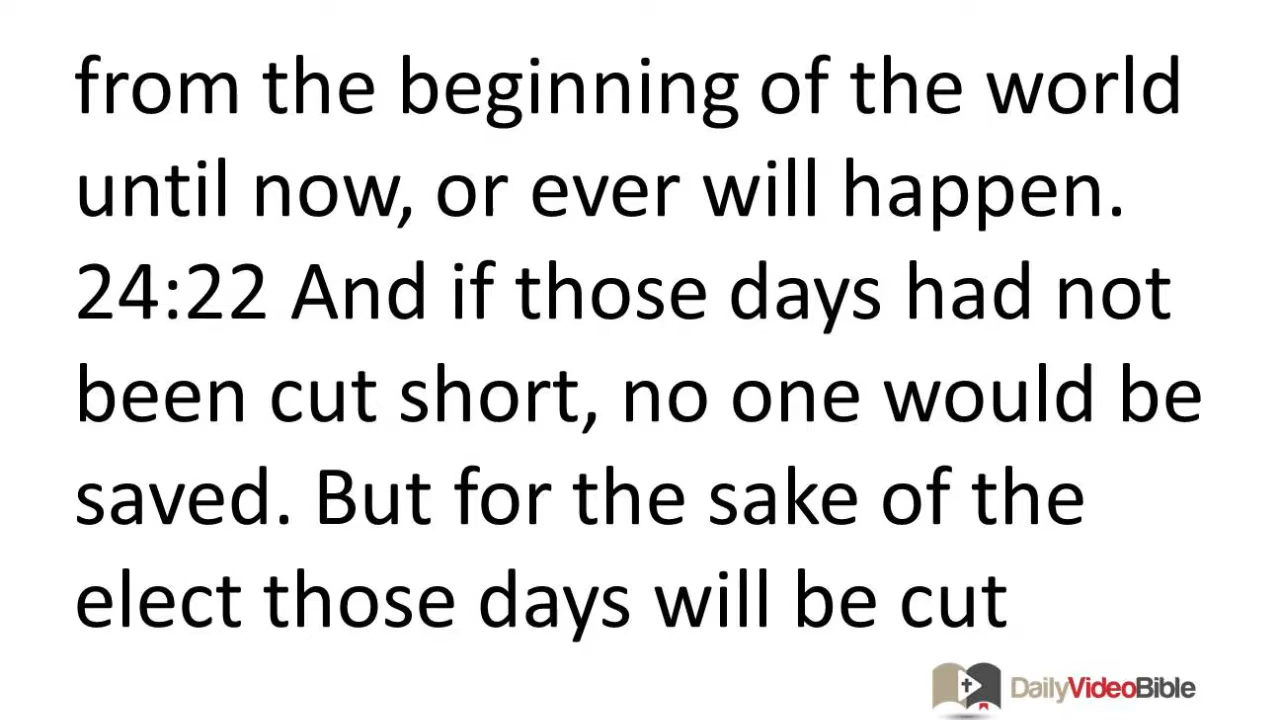 from the beginning of the world
until now, or ever will happen.
24:22 And if those days had not
been cut short, no one would be
saved. But for the sake of the
elect those days will be cut
DailyVideoBible